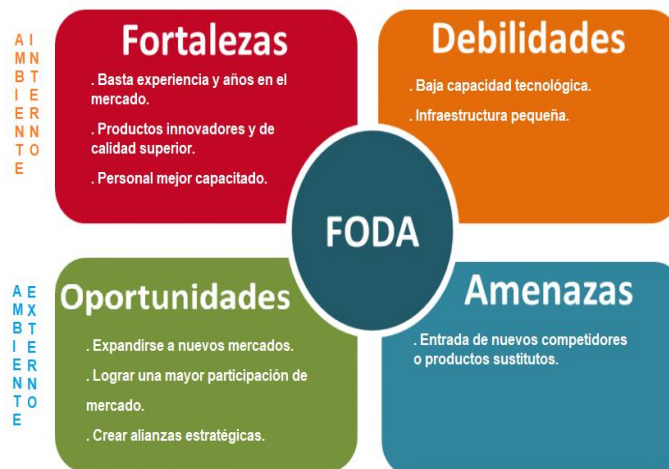 AMBIENTE
INTERNO
Fortalezas
. Basta experiencia y años en el
mercado.
. Productos innovadores y de
calidad superior.
. Personal mejor capacitado.
Debilidades
. Baja capacidad tecnológica.
. Infraestructura pequeña.
FODA
AMBIENTE
EXTERNO
Oportunidades
. Expandirse a nuevos mercados.
. Lograr una mayor participación de
mercado.
. Crear alianzas estratégicas.
Amenazas
. Entrada de nuevos competidores
o productos sustitutos.